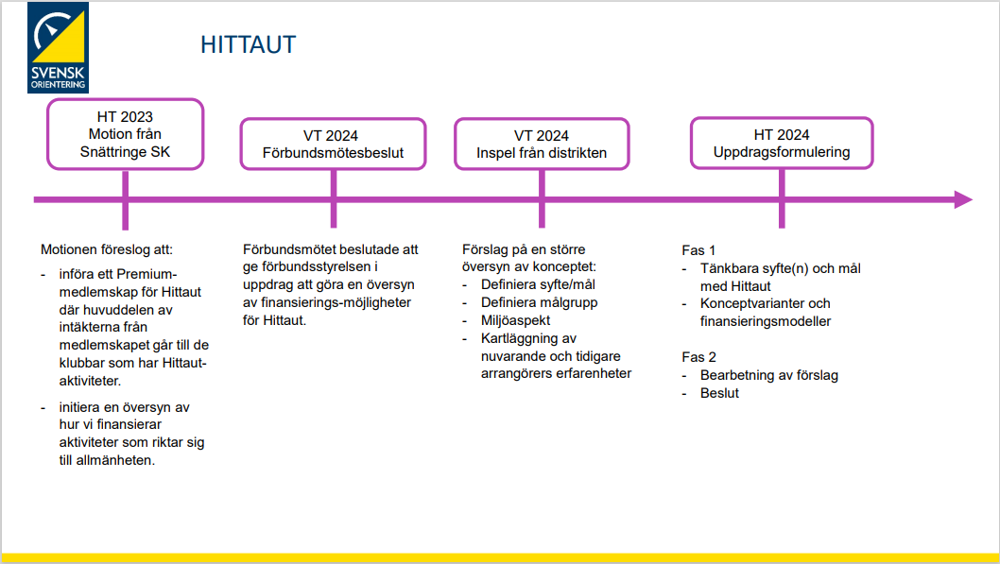 SVENSK
ORIENTERING
HITTAUT
HT 2023
Motion från
Snättringe SK
VT 2024
Förbundsmötesbeslut
VT 2024
Inspel från distrikten
HT 2024
Uppdragsformulering
Motionen föreslog att:
- införa ett Premium-
medlemskap för Hittaut
där huvuddelen av
intäkterna från
medlemskapet går till de
klubbar som har Hittaut-
aktiviteter.
- initiera en översyn av
hur vi finansierar
aktiviteter som riktar sig
till allmänheten.
Förbundsmötet beslutade att
ge förbundsstyrelsen i
uppdrag att göra en översyn
av finansierings-möjligheter
för Hittaut.
Förslag på en större
översyn av konceptet:
- Definiera syfte/mål
- Definiera målgrupp
- Miljöaspekt
- Kartläggning av
nuvarande och tidigare
arrangörers erfarenheter
Fas 1
- Tänkbara syfte(n) och mål
med Hittaut
- Konceptvarianter och
finansieringsmodeller
Fas 2
- Bearbetning av förslag
- Beslut